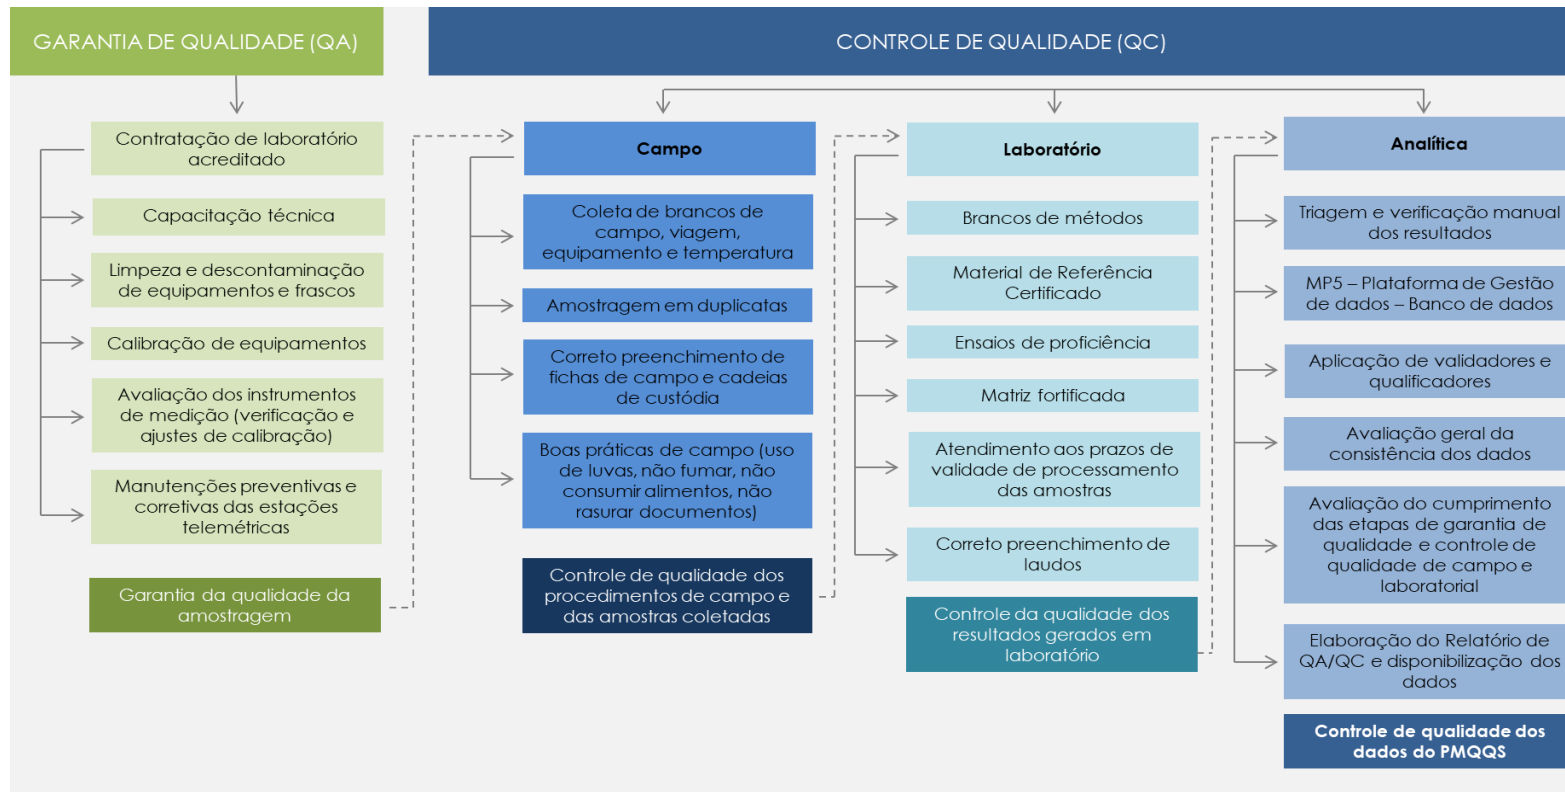 GARANTIA DE QUALIDADE (QA)
CONTROLE DE QUALIDADE (QC)
Contratação de laboratório
acreditado
Capacitação técnica
Limpeza e descontaminação
de equipamentos e frascos
Calibração de equipamentos
Avaliação dos instrumentos
de medição (verificação e
ajustes de calibração)
Manutenções preventivas e
corretivas das estações
telemétricas
Garantia da qualidade da
amostragem
Campo
Coleta de brancos de
campo, viagem,
equipamento e temperatura
Amostragem em duplicatas
Correto preenchimento de
fichas de campo e cadeias
de custódia
Boas práticas de campo (uso
de luvas, não fumar, não
consumir alimentos, não
rasurar documentos)
Controle de qualidade dos
procedimentos de campo e
das amostras coletadas
Laboratório
Brancos de métodos
Material de Referência
Certificado
Ensaios de proficiência
Matriz fortificada
Atendimento aos prazos de
validade de processamento
das amostras
Correto preenchimento de
laudos
Controle da qualidade dos
resultados gerados em
laboratório
Analítica
Triagem e verificação manual
dos resultados
MP5 – Plataforma de Gestão
de dados – Banco de dados
Aplicação de validadores e
qualificadores
Avaliação geral da
consistência dos dados
Avaliação do cumprimento
das etapas de garantia de
qualidade e controle de
qualidade de campo e
laboratorial
Elaboração do Relatório de
QA/QC e disponibilização dos
dados
Controle de qualidade dos
dados do PMQQS